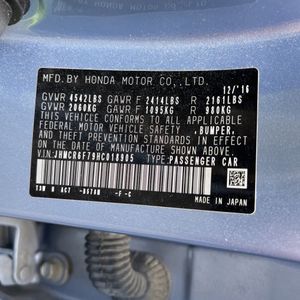 MFD.BY HONDA MOTOR CO.,LTD.
12/'16
GVWR 4542LBS GAWR F 2414LBS R 2161LBS
GVWR 2060KG GAWR F 1095KG R 980KG
THIS VEHICLE CONFORMS TO ALL APPLICABLE
FEDERAL MOTOR VEHICLE SAFETY, BUMPER,
AND THEFT PREVENTION STANDARDS IN EFFECT
ON THE DATE OF MANUFACTURE SHOWN ABOVE.
V.I.N:JHMCR6F79HC018905 TYPE:PASSENGER CAR
ACT -F-C
MADE IN JAPAN